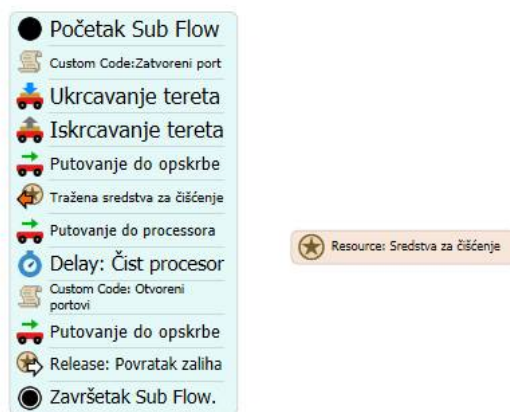 Početak Sub Flow
Custom Code:Zatvoreni port
Ukrcavanje tereta
Iskrcavanje tereta
Putovanje do opskrbe
Tražena sredstva za čišćenje
Putovanje do processora
Delay: Čist procesor
Custom Code: Otvoreni
portovi
Putovanje do opskrbe
Release: Povratak zaliha
Završetak Sub Flow.
Resource: Sredstva za čišćenje